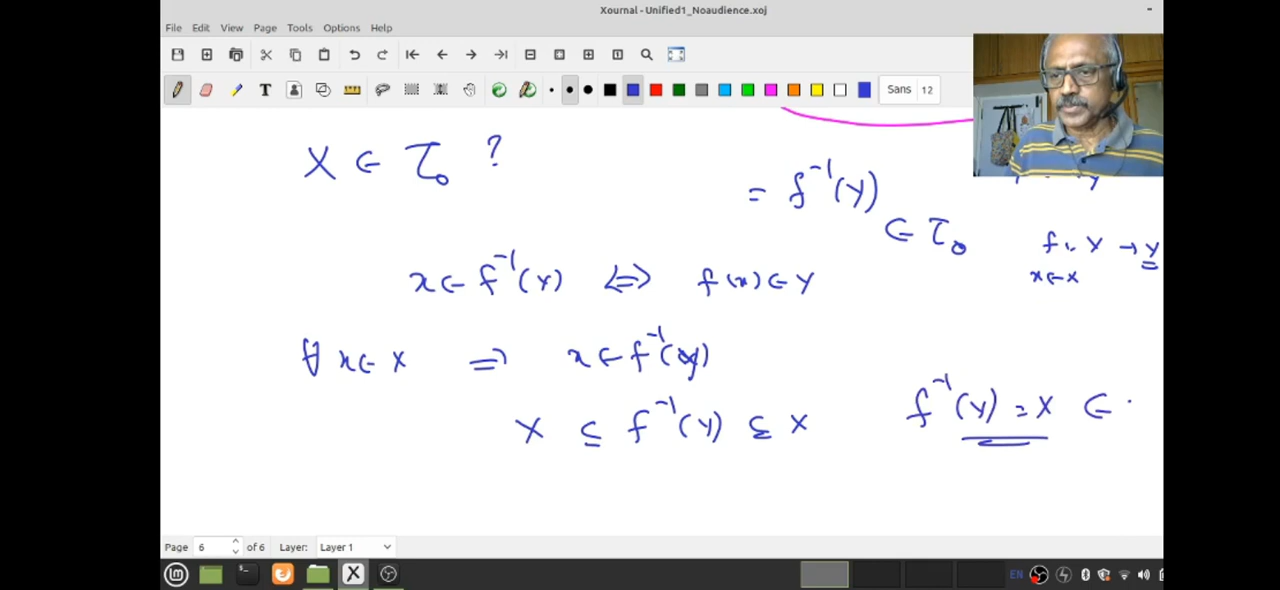 Xournal - Unified1_Noaudience.xoj
File Edit View Page Tools Options Help
Sans 12
X ∈ τ₀ ?
= f⁻¹(Y)
∈ τ₀
f : X → Y
x ∈ X
x ∈ f⁻¹(Y) ⇔ f(x) ∈ Y
∀ x ∈ X ⇒ x ∈ f⁻¹(Y)
X ⊆ f⁻¹(Y) ⊆ X
f⁻¹(Y) = X ∈
Page 6 of 6 Layer: Layer 1
EN